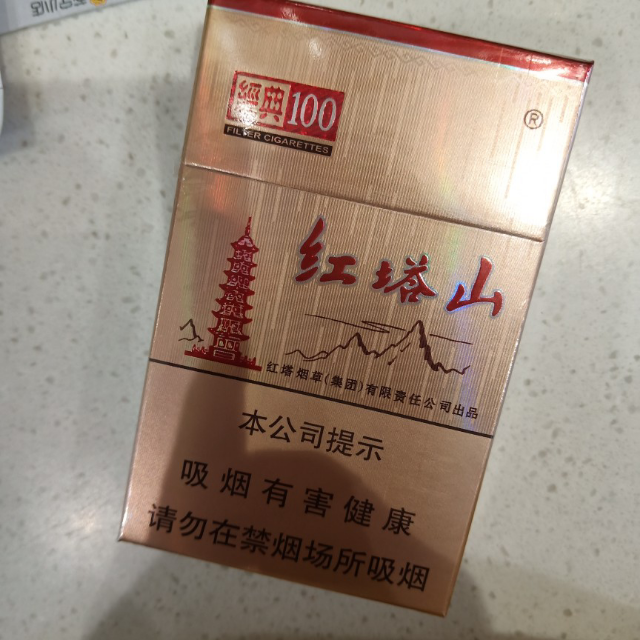 經典100
FILTER CIGARETTES
®
红塔山
红塔烟草(集团)有限责任公司出品
本公司提示
吸烟有害健康
请勿在禁烟场所吸烟